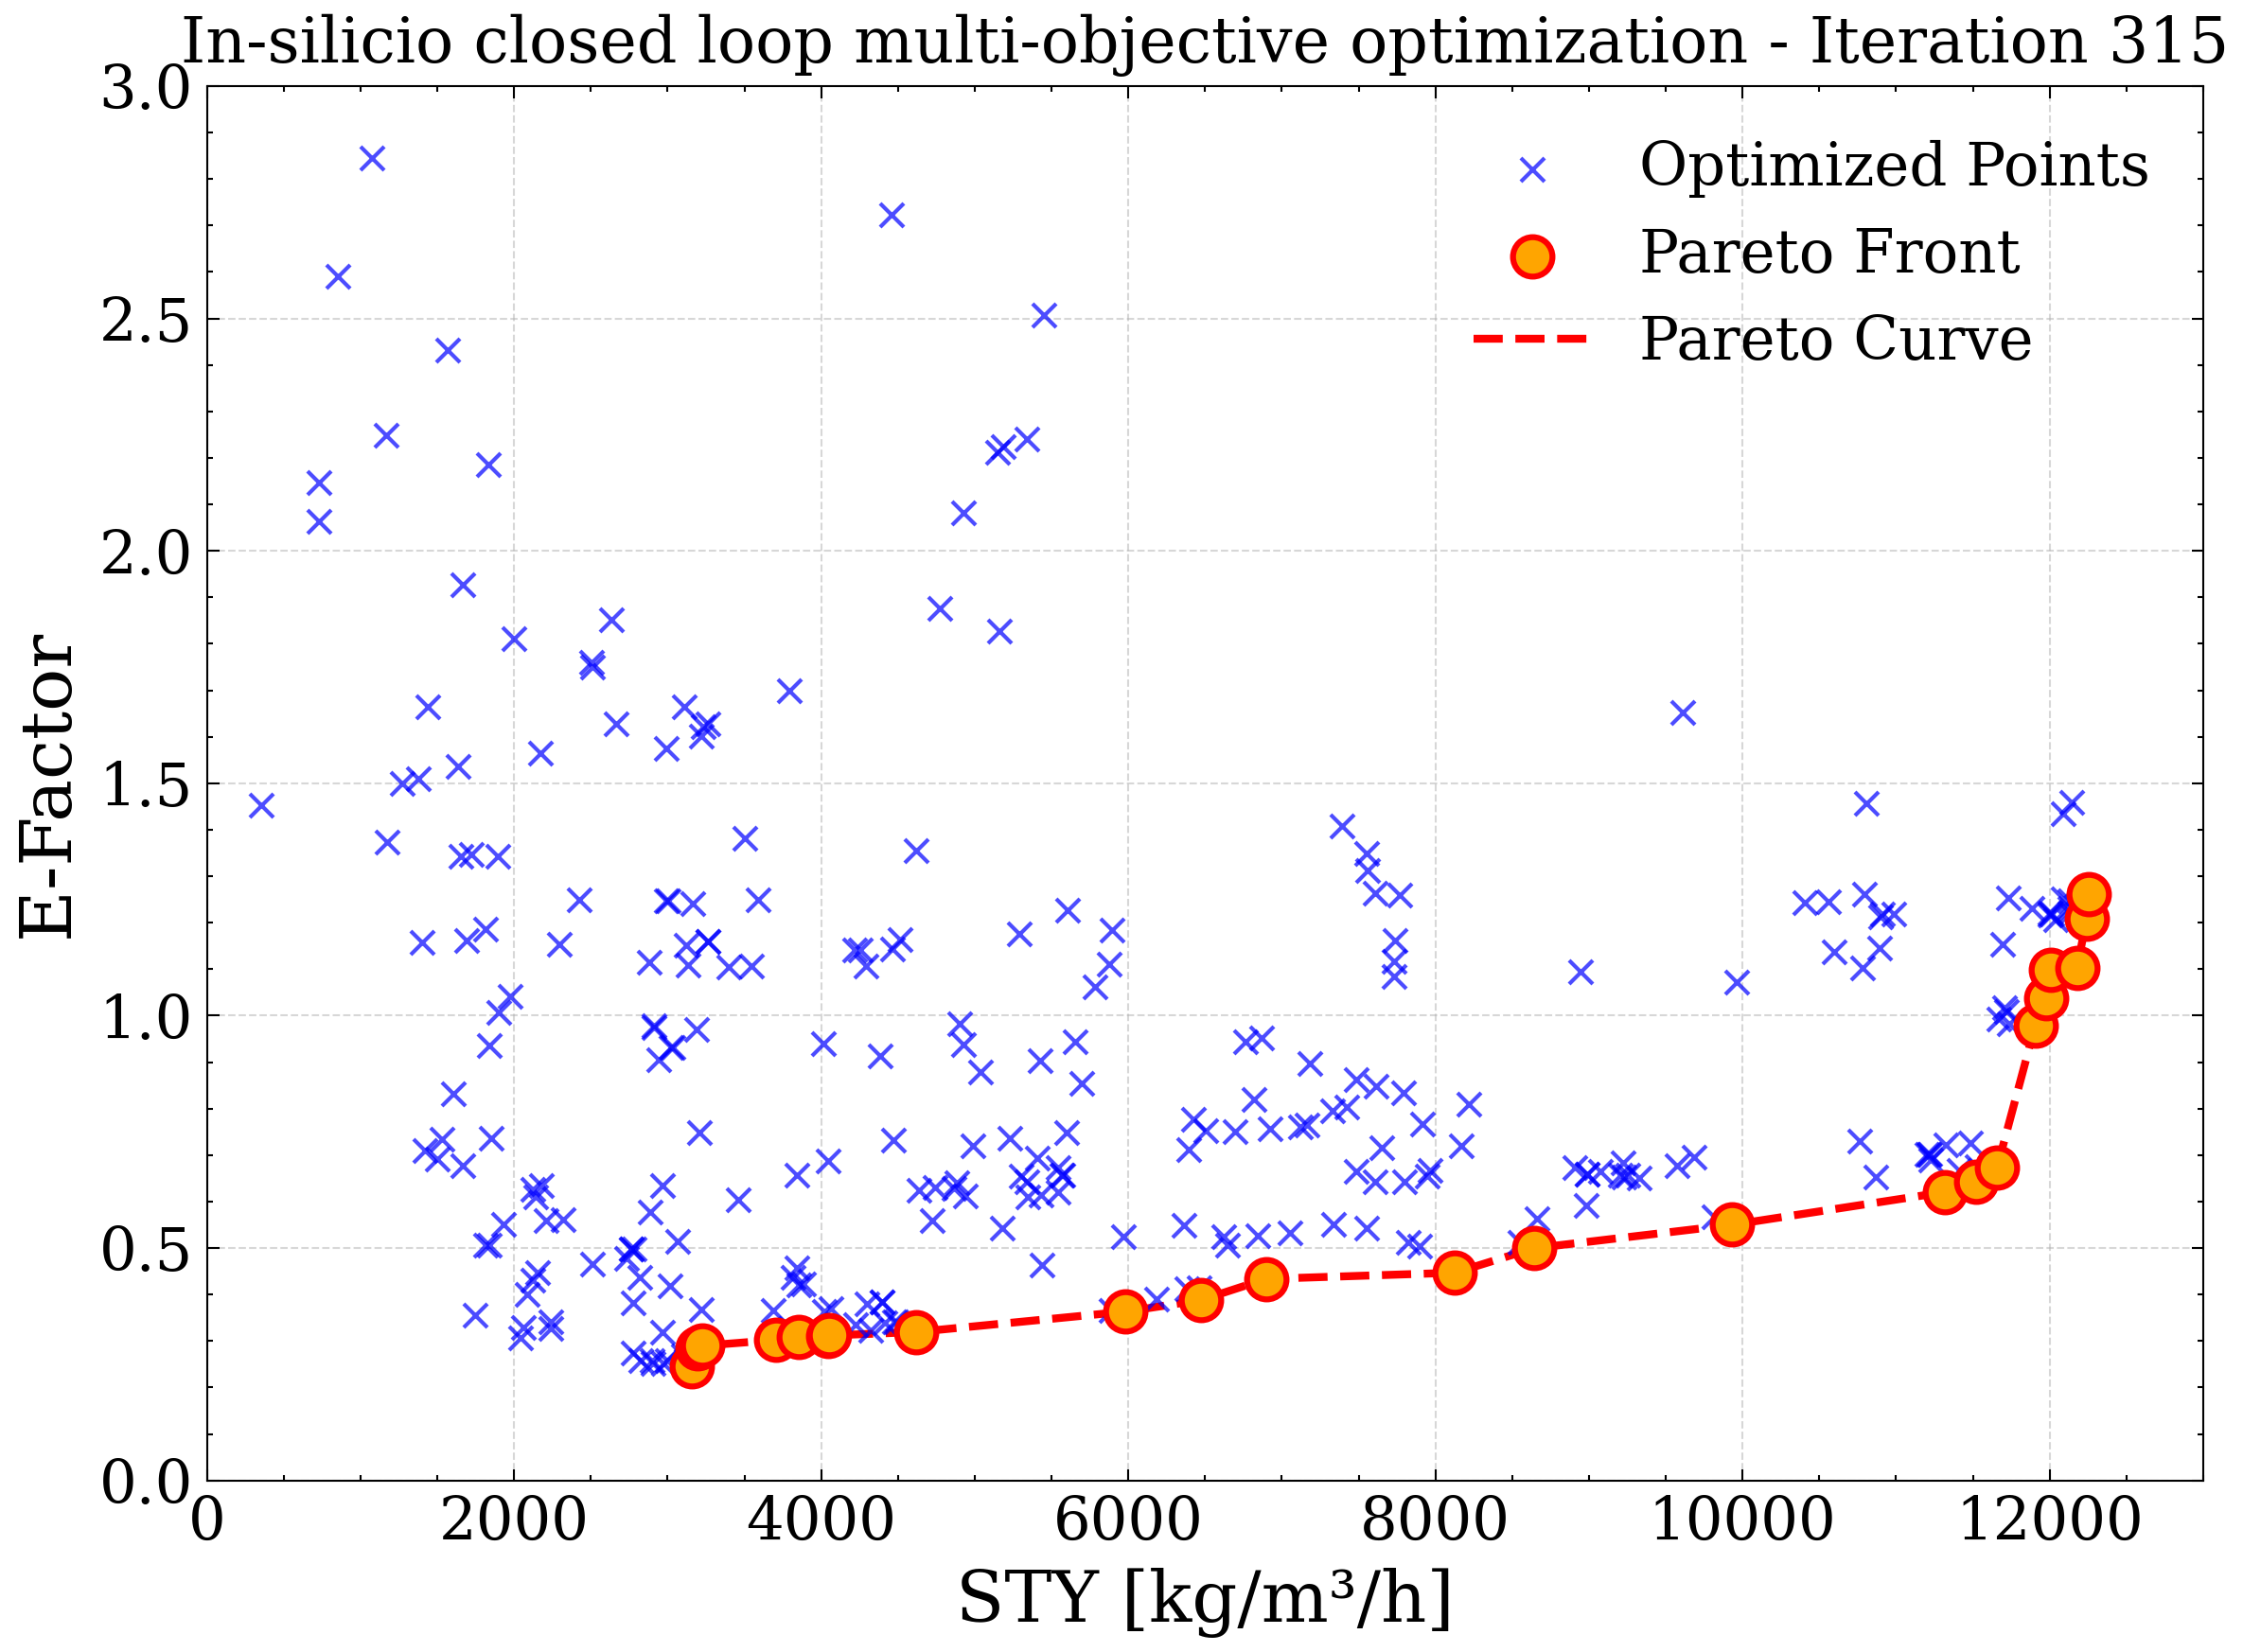 In-silicio closed loop multi-objective optimization - Iteration 315
3.0
2.5
2.0
1.5
1.0
0.5
0.0
E-Factor
Optimized Points
Pareto Front
Pareto Curve
0 2000 4000 6000 8000 10000 12000
STY [kg/m³/h]